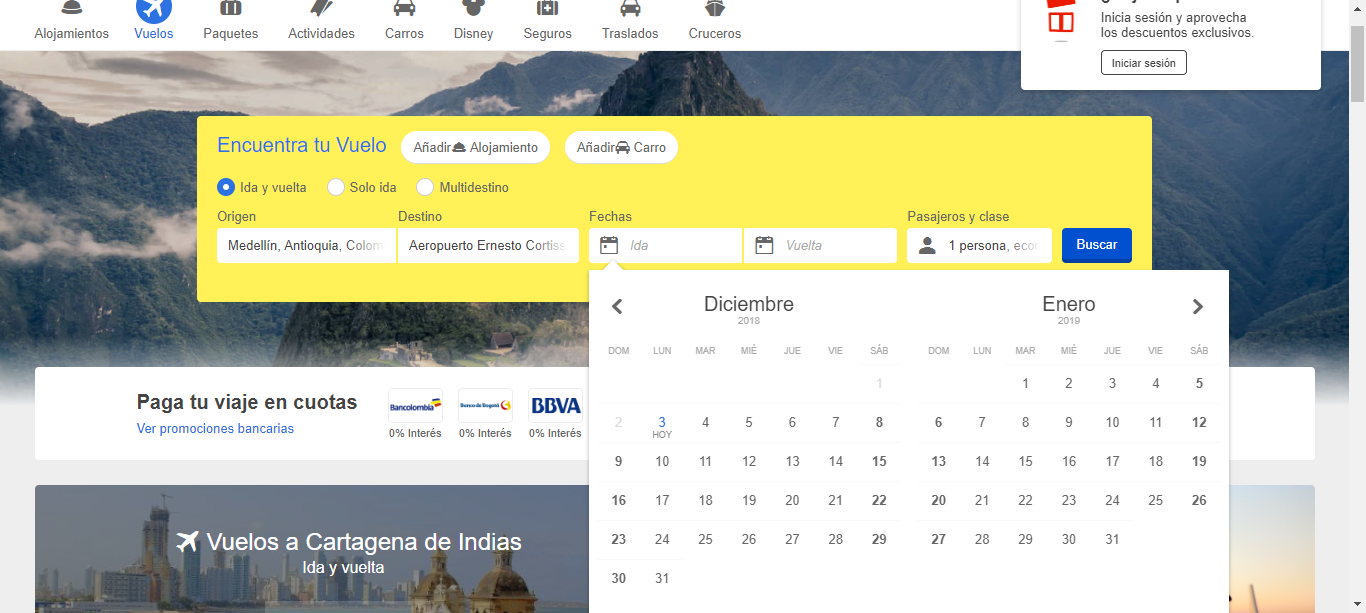 Alojamientos
Vuelos
Paquetes
Actividades
Carros
Disney
Seguros
Traslados
Cruceros
Inicia sesión y aprovecha
los descuentos exclusivos.
Iniciar sesión
Encuentra tu Vuelo
Añadir Alojamiento
Añadir Carro
Ida y vuelta
Solo ida
Multidestino
Origen
Destino
Fechas
Pasajeros y clase
Medellín, Antioquia, Colom
Aeropuerto Ernesto Cortiss
Ida
Vuelta
1 persona, econ
Buscar
Paga tu viaje en cuotas
Ver promociones bancarias
Bancolombia
Banco de Bogotá
BBVA
0% Interés
0% Interés
0% Interés
Vuelos a Cartagena de Indias
Ida y vuelta
Diciembre
2018
DOM LUN MAR MIÉ JUE VIE SÁB
1
2 3 4 5 6 7 8
HOY
9 10 11 12 13 14 15
16 17 18 19 20 21 22
23 24 25 26 27 28 29
30 31
Enero
2019
DOM LUN MAR MIÉ JUE VIE SÁB
1 2 3 4 5
6 7 8 9 10 11 12
13 14 15 16 17 18 19
20 21 22 23 24 25 26
27 28 29 30 31